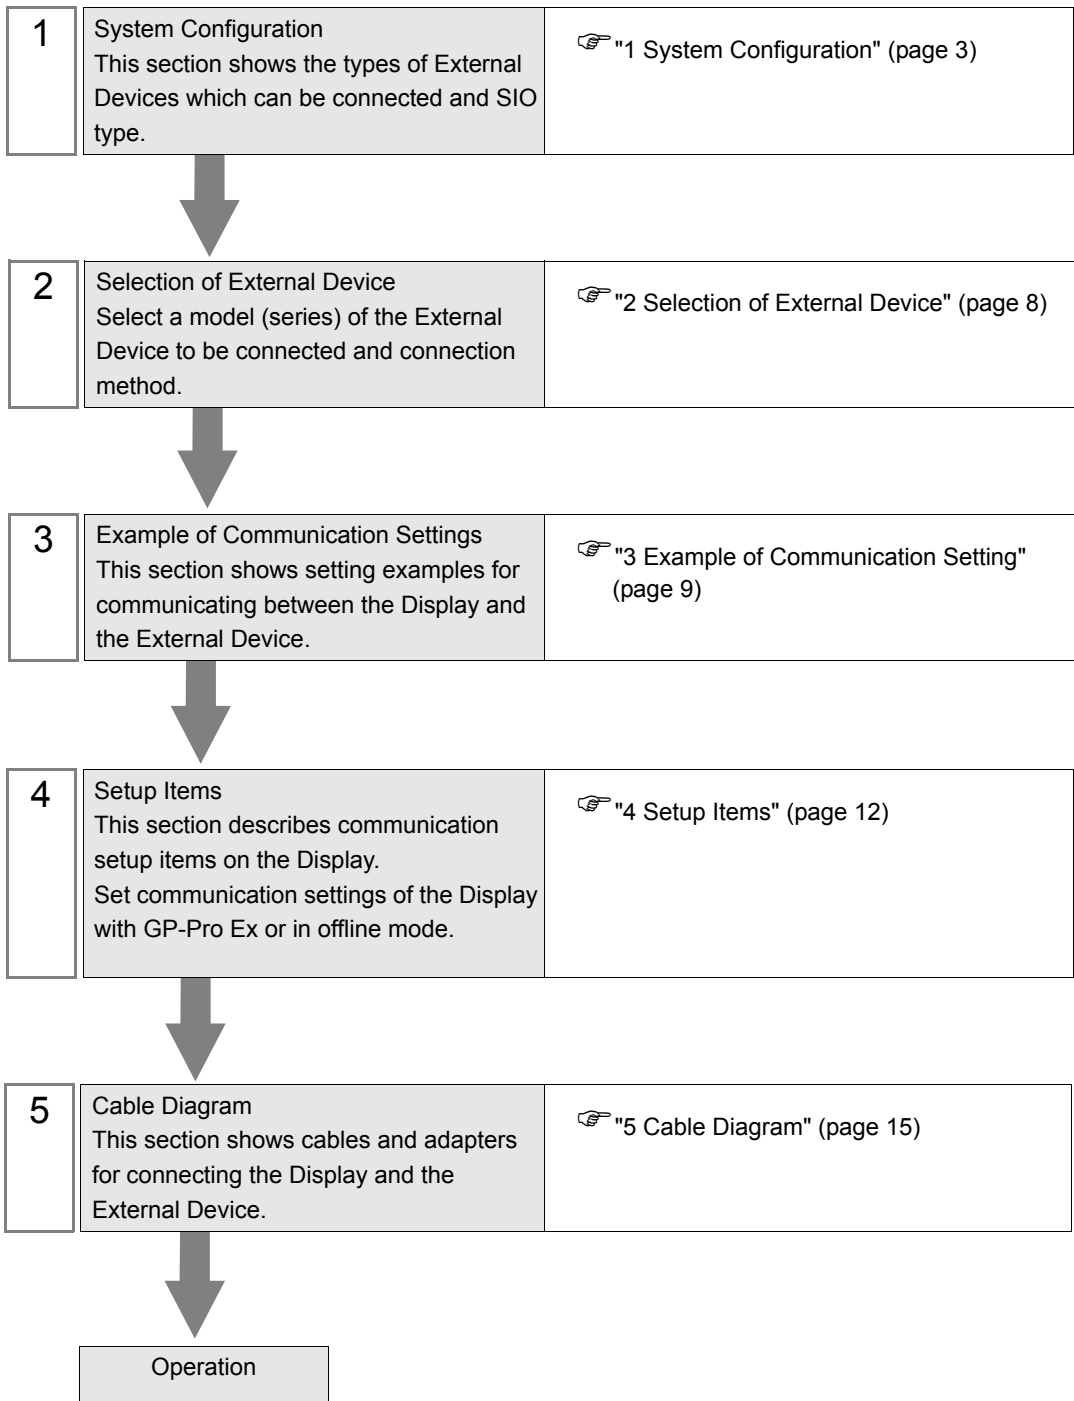 1
System Configuration
This section shows the types of External
Devices which can be connected and SIO
type.
"1 System Configuration" (page 3)
2
Selection of External Device
Select a model (series) of the External
Device to be connected and connection
method.
"2 Selection of External Device" (page 8)
3
Example of Communication Settings
This section shows setting examples for
communicating between the Display and
the External Device.
"3 Example of Communication Setting"
(page 9)
4
Setup Items
This section describes communication
setup items on the Display.
Set communication settings of the Display
with GP-Pro Ex or in offline mode.
"4 Setup Items" (page 12)
5
Cable Diagram
This section shows cables and adapters
for connecting the Display and the
External Device.
"5 Cable Diagram" (page 15)
Operation